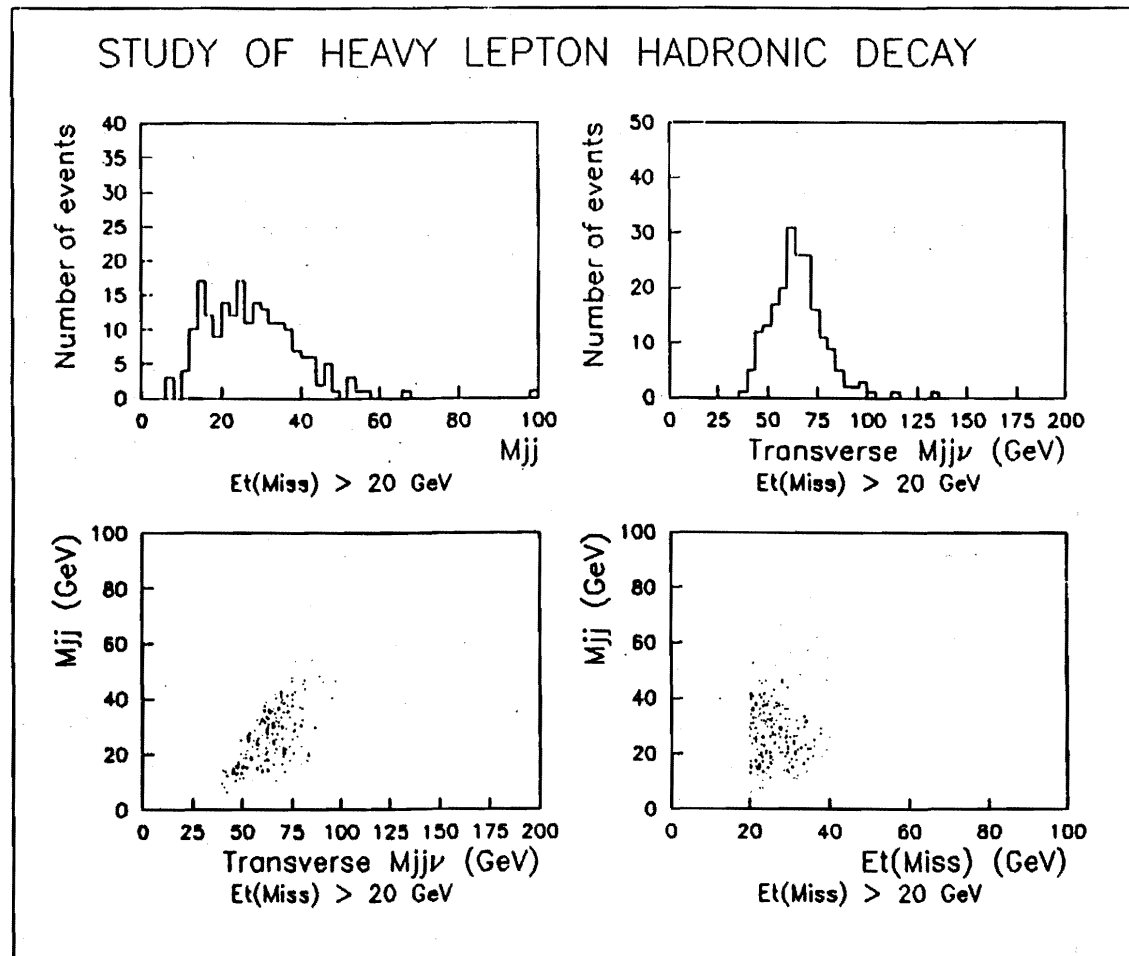 STUDY OF HEAVY LEPTON HADRONIC DECAY
Number of events
40
35
30
25
20
15
10
5
0
0 20 40 60 80 100
Mjj
Et(Miss) > 20 GeV
Number of events
50
40
30
20
10
0
0 25 50 75 100 125 150 175 200
Transverse Mjjν (GeV)
Et(Miss) > 20 GeV
Mjj (GeV)
100
80
60
40
20
0
0 25 50 75 100 125 150 175 200
Transverse Mjjν (GeV)
Et(Miss) > 20 GeV
Mjj (GeV)
100
80
60
40
20
0
0 20 40 60 80 100
Et(Miss) (GeV)
Et(Miss) > 20 GeV